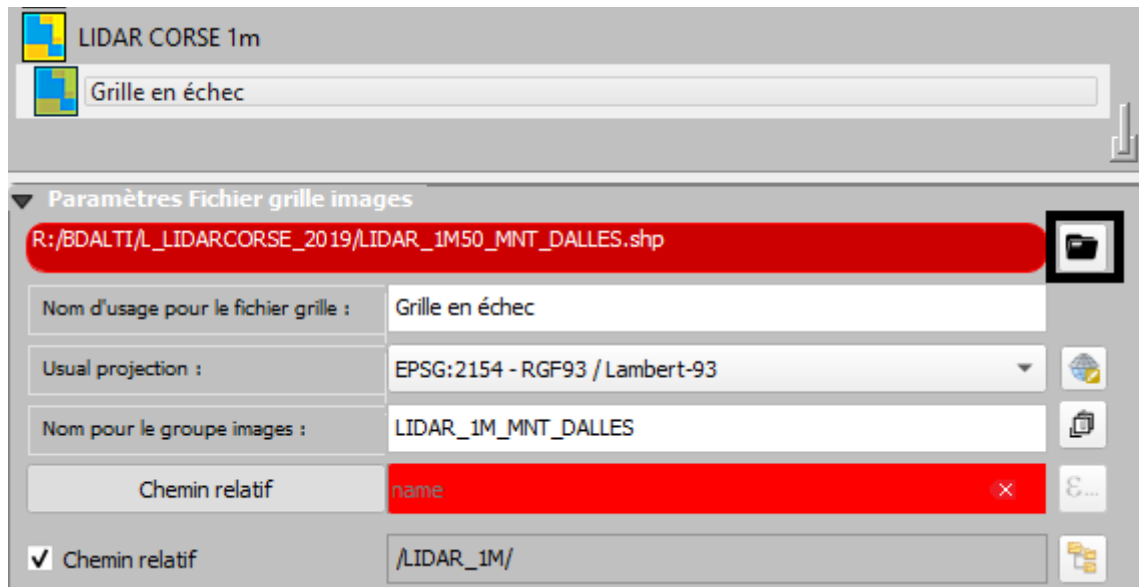 LIDAR CORSE 1m
Grille en échec
Paramètres Fichier grille images
R:/BDALTI/L_LIDARCORSE_2019/LIDAR_1M50_MNT_DALLES.shp
Nom d'usage pour le fichier grille : Grille en échec
Usual projection : EPSG:2154 - RGF93 / Lambert-93
Nom pour le groupe images : LIDAR_1M_MNT_DALLES
Chemin relatif name ε...
Chemin relatif /LIDAR_1M/